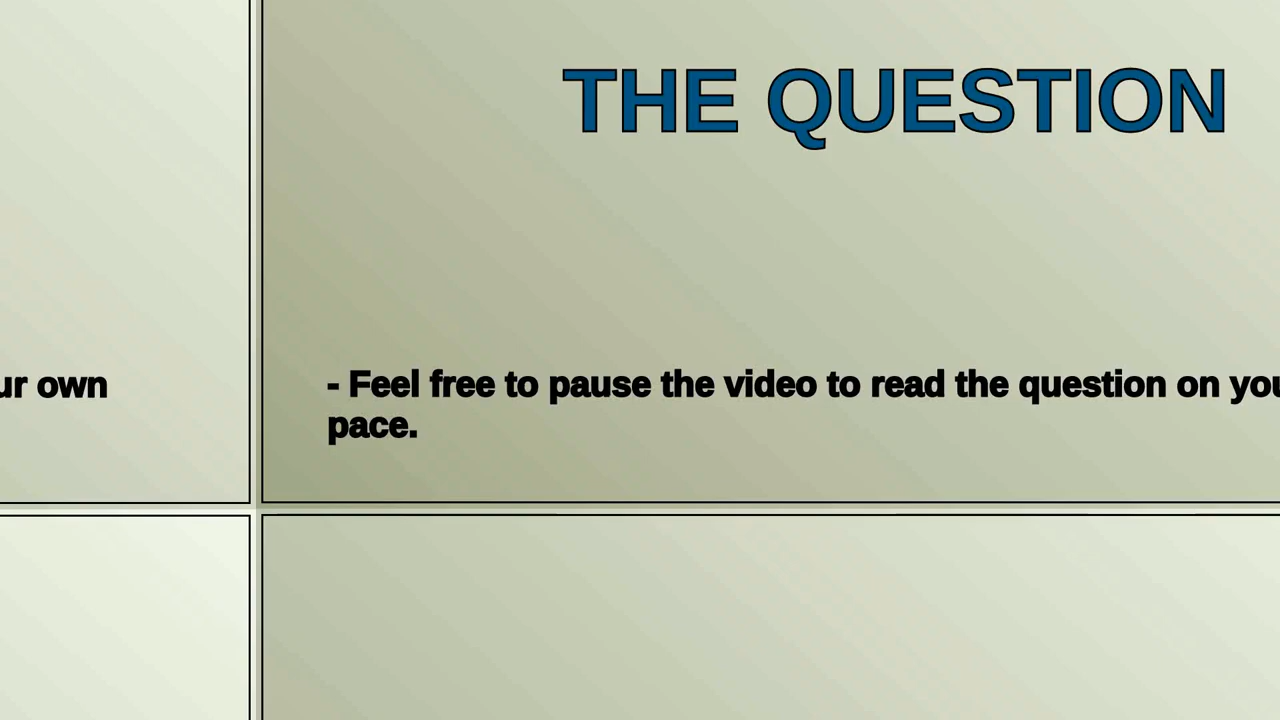 THE QUESTION
ur own
- Feel free to pause the video to read the question on you
pace.